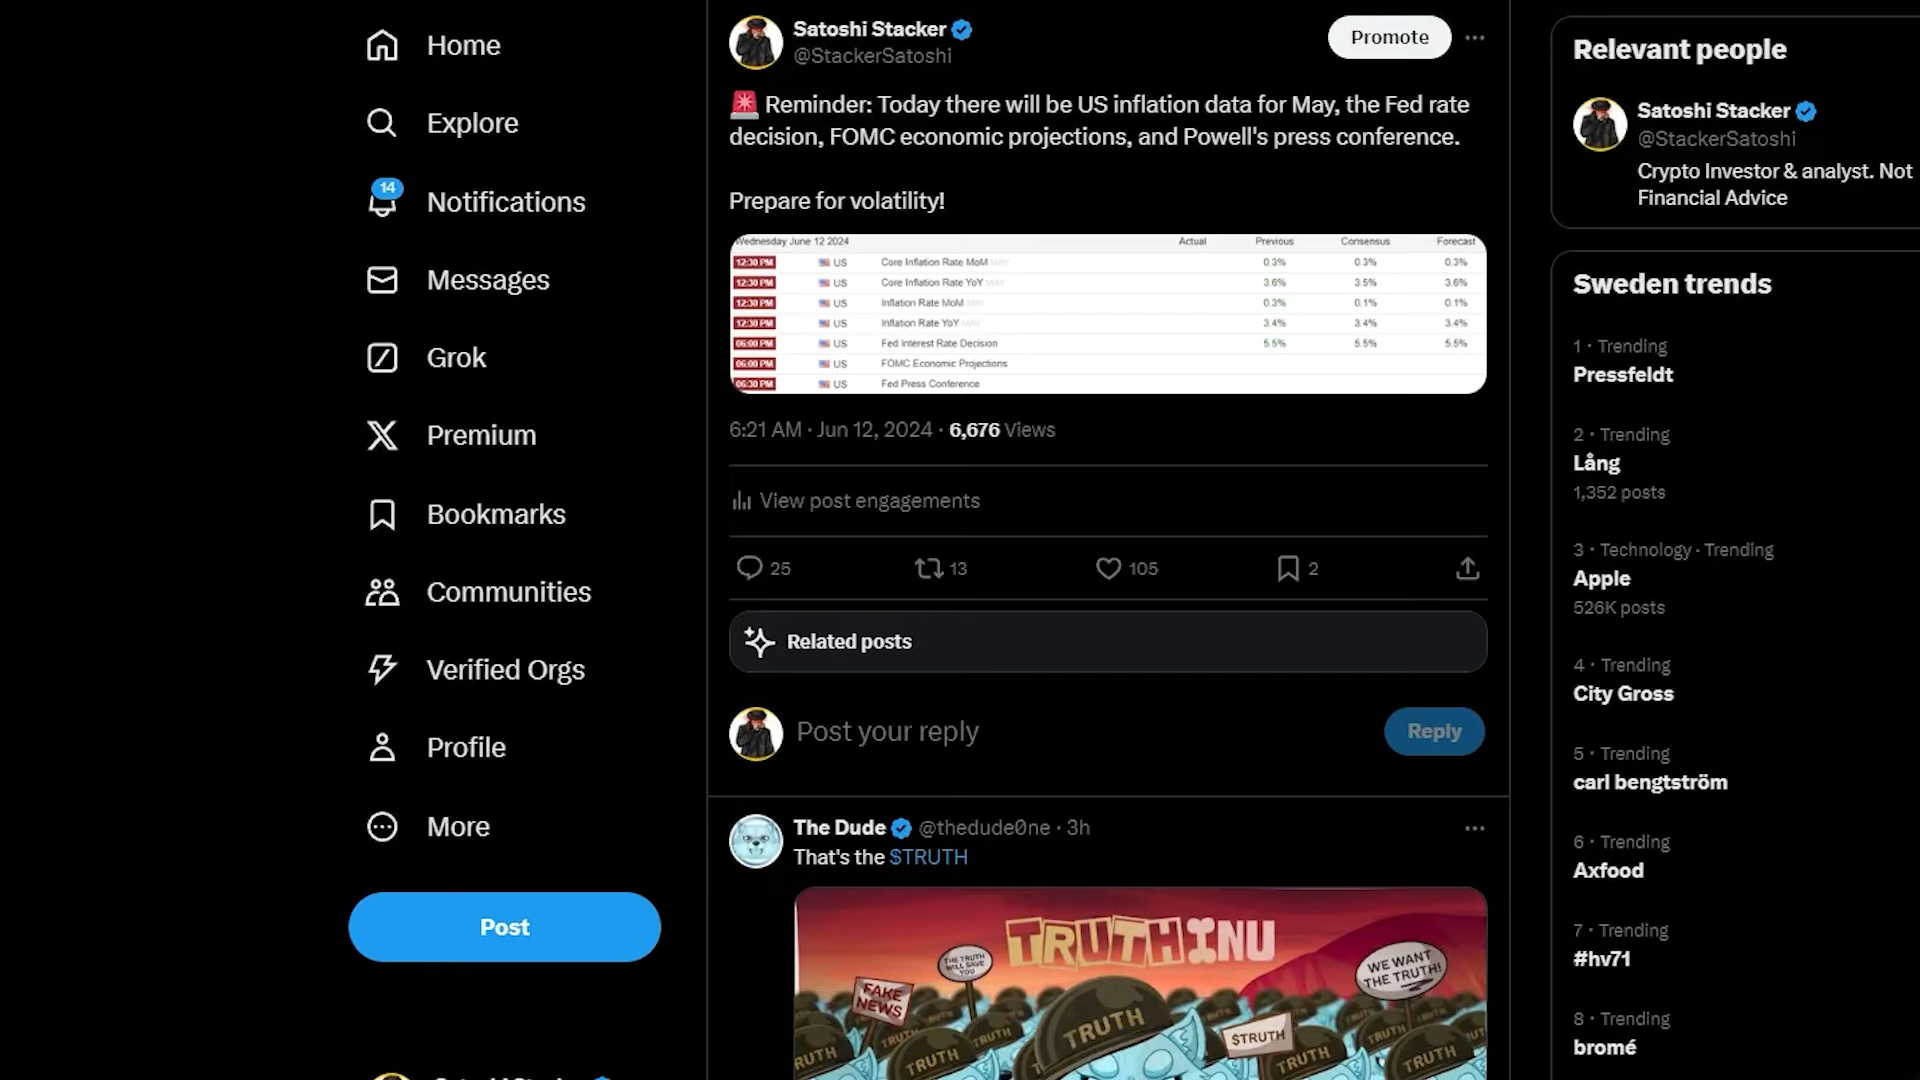 Home
Explore
14
Notifications
Messages
Grok
Premium
Bookmarks
Communities
Verified Orgs
Profile
More
Post
Satoshi Stacker
@StackerSatoshi
Promote
Reminder: Today there will be US inflation data for May, the Fed rate
decision, FOMC economic projections, and Powell's press conference.
Prepare for volatility!
Wednesday June 12 2024 Actual Previous Consensus Forecast
12:30 PM US Core Inflation Rate MoM MAY 0.3% 0.3% 0.3%
12:30 PM US Core Inflation Rate YoY MAY 3.6% 3.5% 3.6%
12:30 PM US Inflation Rate MoM MAY 0.3% 0.1% 0.1%
12:30 PM US Inflation Rate YoY MAY 3.4% 3.4% 3.4%
06:00 PM US Fed Interest Rate Decision 5.5% 5.5% 5.5%
06:00 PM US FOMC Economic Projections
06:30 PM US Fed Press Conference
6:21 AM · Jun 12, 2024 · 6,676 Views
View post engagements
25 13 105 2
Related posts
Post your reply
Reply
The Dude @thedude0ne · 3h
That's the $TRUTH
TRUTH INU
THE TRUTH
WILL SAVE
YOU
FAKE
NEWS
WE WANT
THE TRUTH!
$TRUTH
TRUTH
TRUTH
TRUTH
TRUTH
TRUTH
TRUTH
Relevant people
Satoshi Stacker
@StackerSatoshi
Crypto Investor & analyst. Not
Financial Advice
Sweden trends
1 · Trending
Pressfeldt
2 · Trending
Lång
1,352 posts
3 · Technology · Trending
Apple
526K posts
4 · Trending
City Gross
5 · Trending
carl bengtström
6 · Trending
Axfood
7 · Trending
#hv71
8 · Trending
bromé